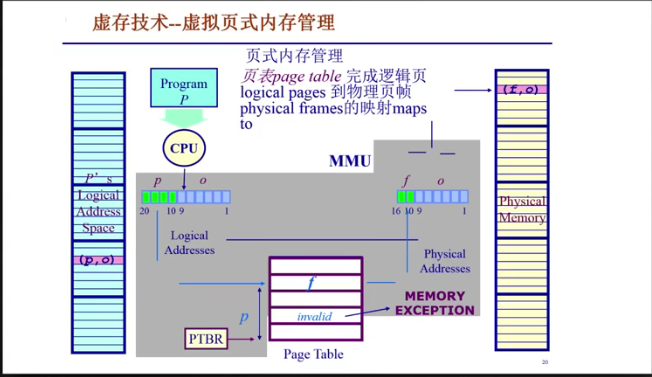 虚存技术--虚拟页式内存管理
页式内存管理
页表page table 完成逻辑页
logical pages 到物理页帧
physical frames的映射maps
to
Program
P
CPU
MMU
P’s
Logical
Address
Space
(p,o)
p o
20 10 9 1
Logical
Addresses
f o
16 10 9 1
Physical
Addresses
(f,o)
Physical
Memory
f
p
invalid
MEMORY
EXCEPTION
PTBR
Page Table
20